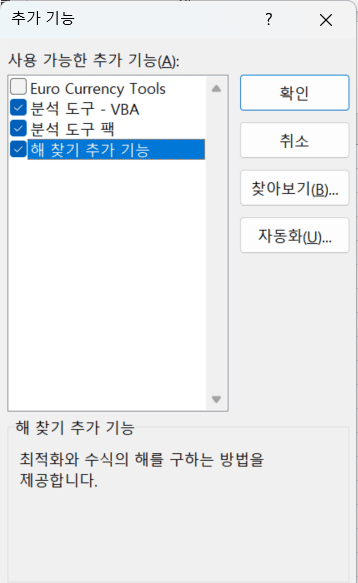 추가 기능
?
사용 가능한 추가 기능(A):
Euro Currency Tools
분석 도구 - VBA
분석 도구 팩
해 찾기 추가 기능
확인
취소
찾아보기(B)...
자동화(U)...
해 찾기 추가 기능
최적화와 수식의 해를 구하는 방법을
제공합니다.